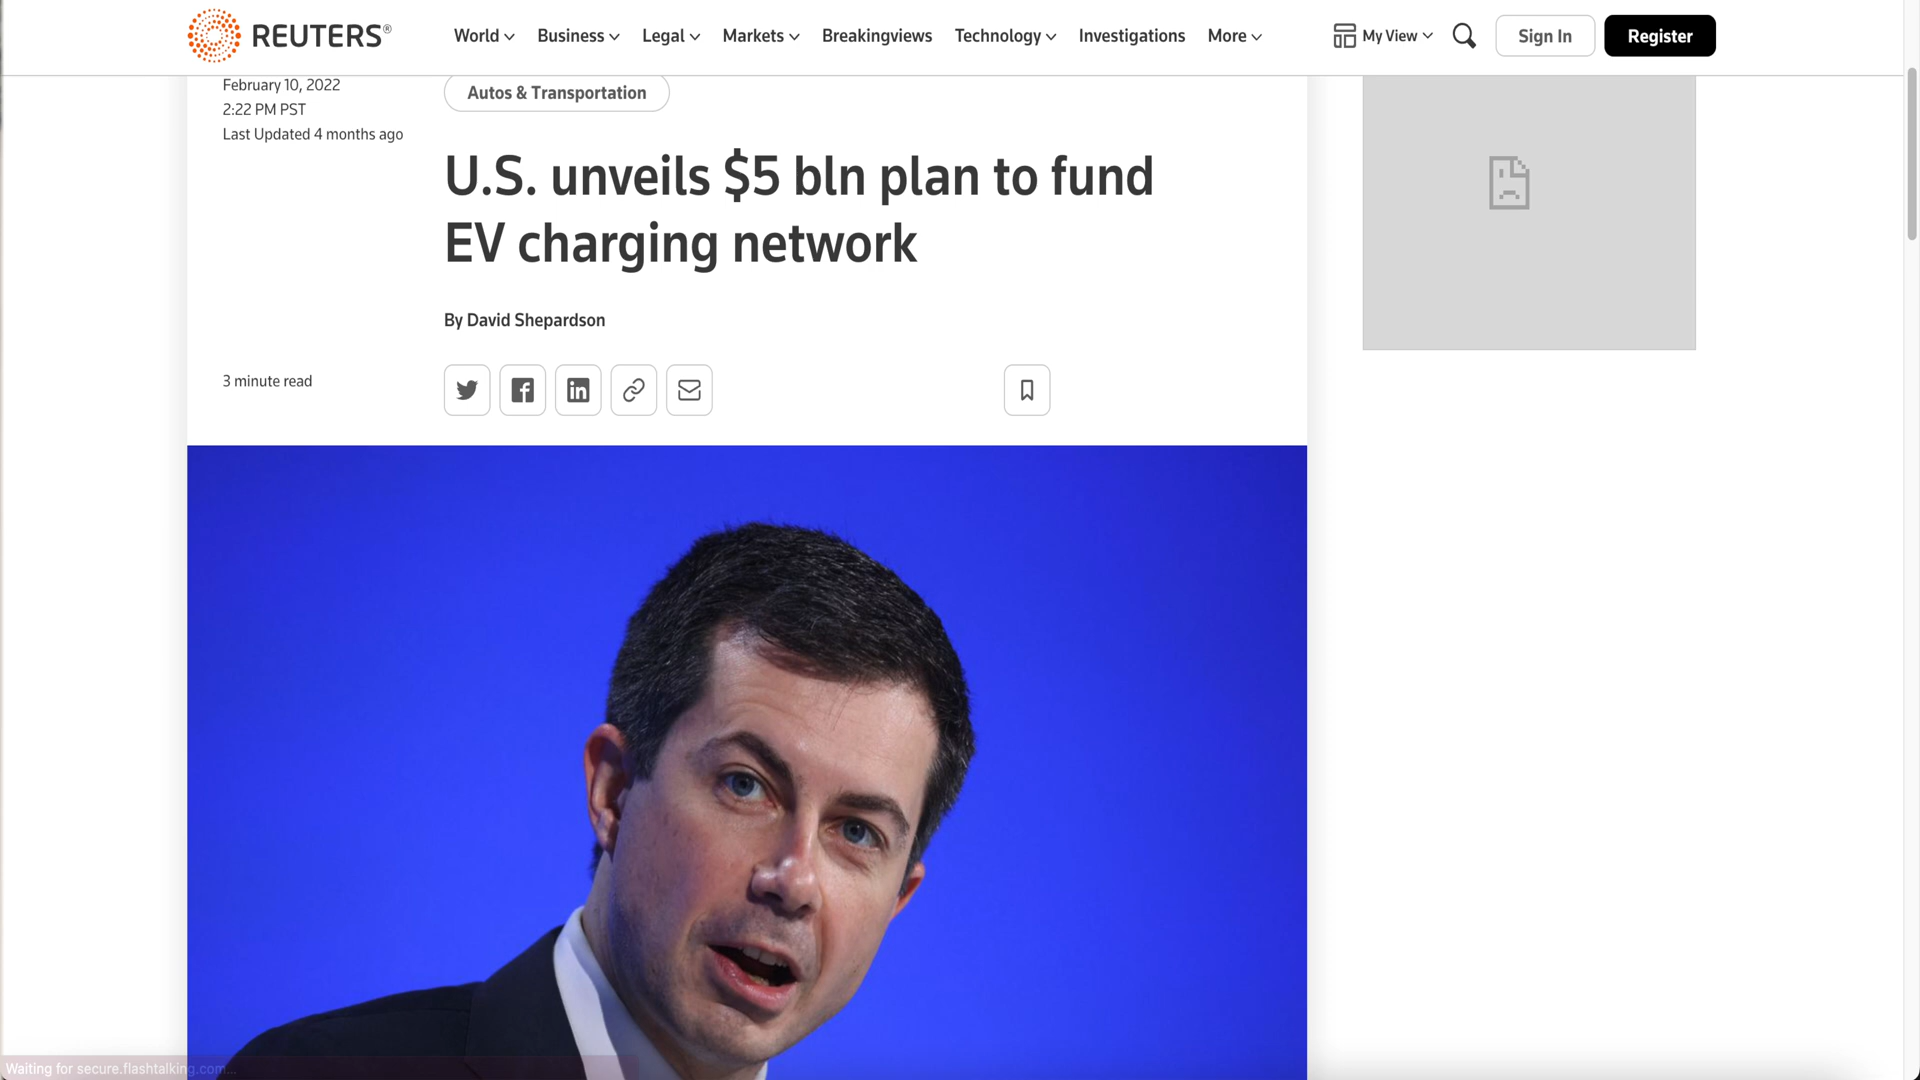 REUTERS®
World
Business
Legal
Markets
Breakingviews
Technology
Investigations
More
My View
Sign In
Register
February 10, 2022
2:22 PM PST
Last Updated 4 months ago
Autos & Transportation
U.S. unveils $5 bln plan to fund
EV charging network
By David Shepardson
3 minute read
in
Waiting for secure.flashtalking.com...